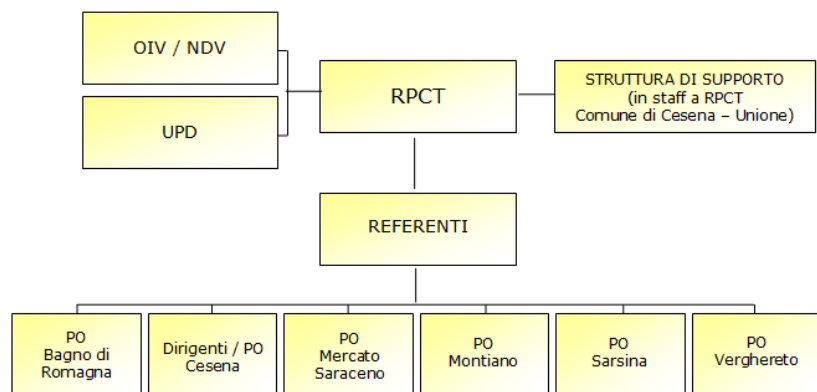 OIV / NDV
UPD
RPCT
STRUTTURA DI SUPPORTO
(in staff a RPCT
Comune di Cesena – Unione)
REFERENTI
PO
Bagno di
Romagna
Dirigenti / PO
Cesena
PO
Mercato
Saraceno
PO
Montiano
PO
Sarsina
PO
Verghereto